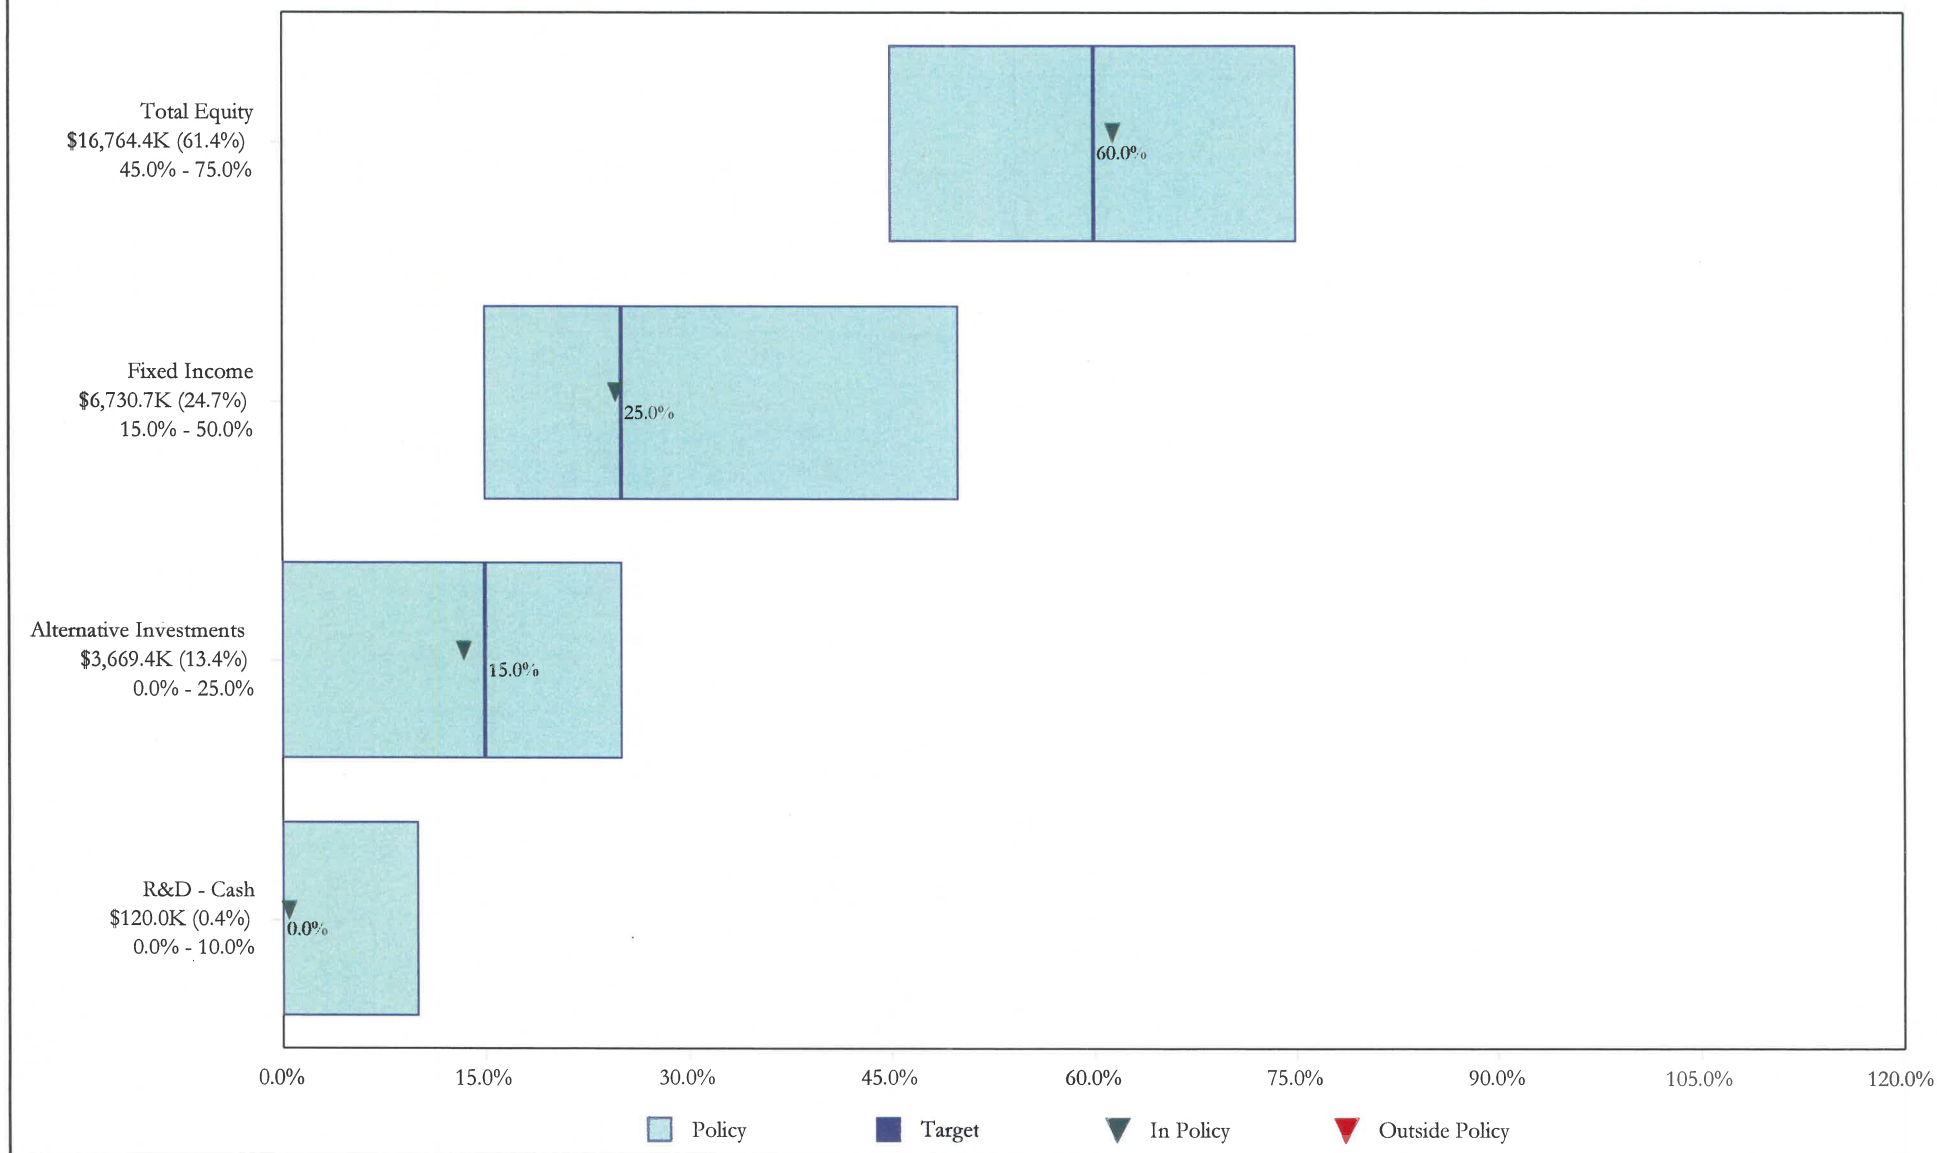 Total Equity
$16,764.4K (61.4%)
45.0% - 75.0%
60.0%
Fixed Income
$6,730.7K (24.7%)
15.0% - 50.0%
25.0%
Alternative Investments
$3,669.4K (13.4%)
0.0% - 25.0%
15.0%
R&D - Cash
$120.0K (0.4%)
0.0% - 10.0%
0.0%
0.0% 15.0% 30.0% 45.0% 60.0% 75.0% 90.0% 105.0% 120.0%
Policy Target In Policy Outside Policy